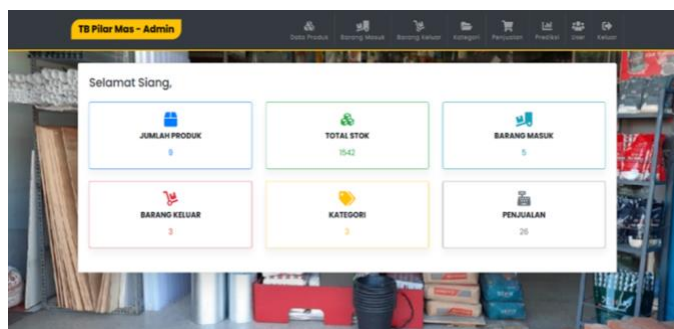 TB Pilar Mas - Admin
Data Produk Barang Masuk Barang Keluar Kategori Penjualan Prediksi User Keluar
Selamat Siang,
JUMLAH PRODUK TOTAL STOK BARANG MASUK
9 1542 5
BARANG KELUAR KATEGORI PENJUALAN
3 3 26